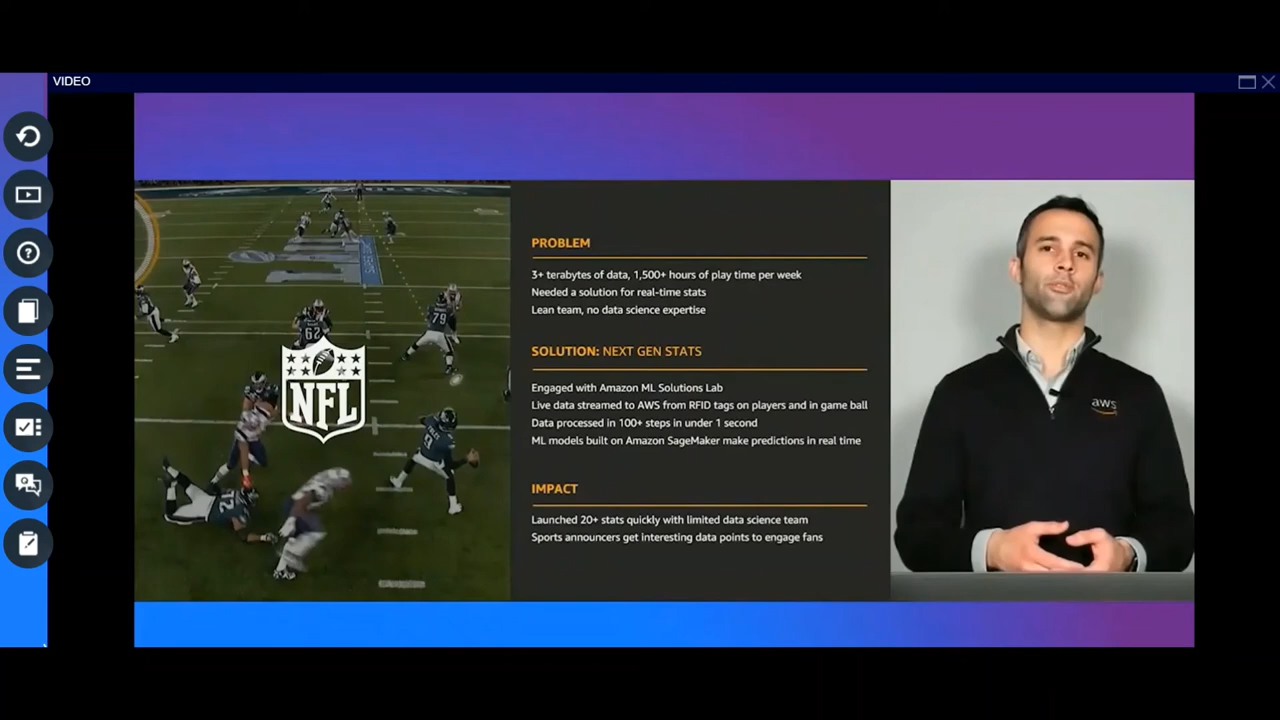 VIDEO
PROBLEM
3+ terabytes of data, 1,500+ hours of play time per week
Needed a solution for real-time stats
Lean team, no data science expertise
SOLUTION: NEXT GEN STATS
Engaged with Amazon ML Solutions Lab
Live data streamed to AWS from RFID tags on players and in game ball
Data processed in 100+ steps in under 1 second
ML models built on Amazon SageMaker make predictions in real time
IMPACT
Launched 20+ stats quickly with limited data science team
Sports announcers get interesting data points to engage fans
NFL
62
79
9
aws